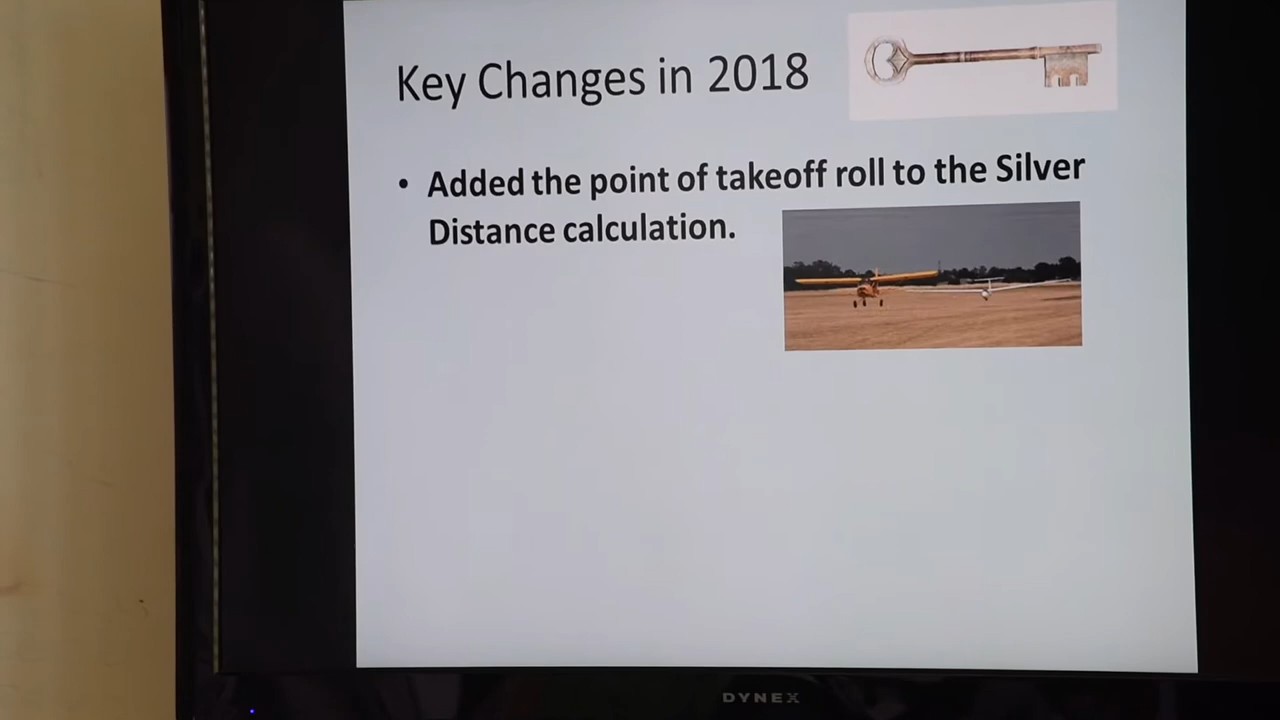 Key Changes in 2018
• Added the point of takeoff roll to the Silver
Distance calculation.
DYNEX